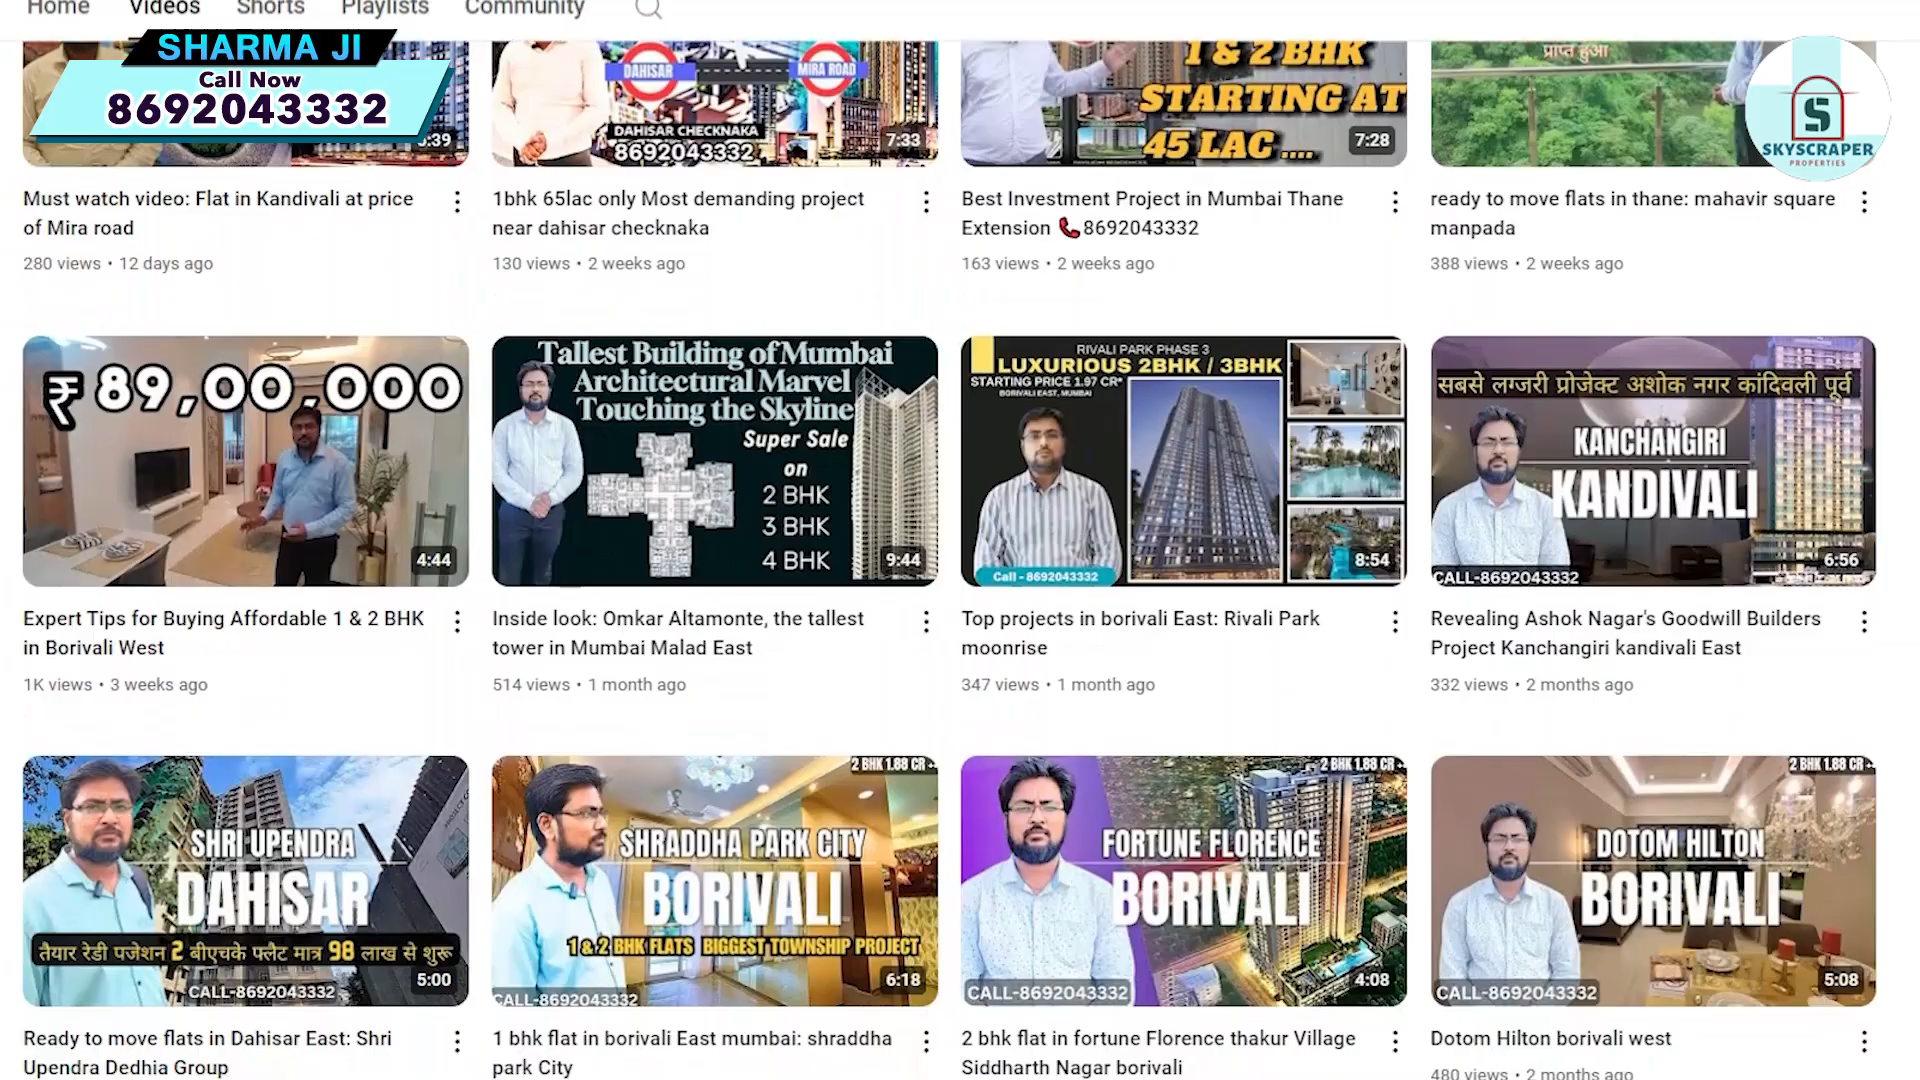 Home Videos Shorts Playlists Community
SHARMA JI
Call Now
8692043332
DAHISAR
MIRA ROAD
DAHISAR CHECKNAKA
8692043332
7:33
1 & 2 BHK
STARTING AT
45 LAC ....
7:28
प्राप्त हुआ
S
SKYSCRAPER
PROPERTIES
Must watch video: Flat in Kandivali at price
of Mira road
280 views • 12 days ago
1bhk 65lac only Most demanding project
near dahisar checknaka
130 views • 2 weeks ago
Best Investment Project in Mumbai Thane
Extension 📞8692043332
163 views • 2 weeks ago
ready to move flats in thane: mahavir square
manpada
388 views • 2 weeks ago
₹ 89,00,000
4:44
Tallest Building of Mumbai
Architectural Marvel
Touching the Skyline
Super Sale
on
2 BHK
3 BHK
4 BHK
9:44
RIVALI PARK PHASE 3
LUXURIOUS 2BHK / 3BHK
STARTING PRICE 1.97 CR*
BORIVALI EAST, MUMBAI
Call - 8692043332
8:54
सबसे लग्जरी प्रोजेक्ट अशोक नगर कांदिवली पूर्व
KANCHANGIRI
KANDIVALI
CALL-8692043332
6:56
Expert Tips for Buying Affordable 1 & 2 BHK
in Borivali West
1K views • 3 weeks ago
Inside look: Omkar Altamonte, the tallest
tower in Mumbai Malad East
514 views • 1 month ago
Top projects in borivali East: Rivali Park
moonrise
347 views • 1 month ago
Revealing Ashok Nagar's Goodwill Builders
Project Kanchangiri kandivali East
332 views • 2 months ago
SHRI UPENDRA
DAHISAR
तैयार रेडी पजेशन 2 बीएचके फ्लैट मात्र 98 लाख से शुरू
CALL-8692043332
5:00
2 BHK 1.88 CR
SHRADDHA PARK CITY
BORIVALI
1 & 2 BHK FLATS BIGGEST TOWNSHIP PROJECT
CALL-8692043332
6:18
2 BHK 1.88 CR
FORTUNE FLORENCE
BORIVALI
CALL-8692043332
4:08
2 BHK 1.88 CR
DOTOM HILTON
BORIVALI
CALL-8692043332
5:08
Ready to move flats in Dahisar East: Shri
Upendra Dedhia Group
1 bhk flat in borivali East mumbai: shraddha
park City
2 bhk flat in fortune Florence thakur Village
Siddharth Nagar borivali
Dotom Hilton borivali west
480 views • 2 months ago